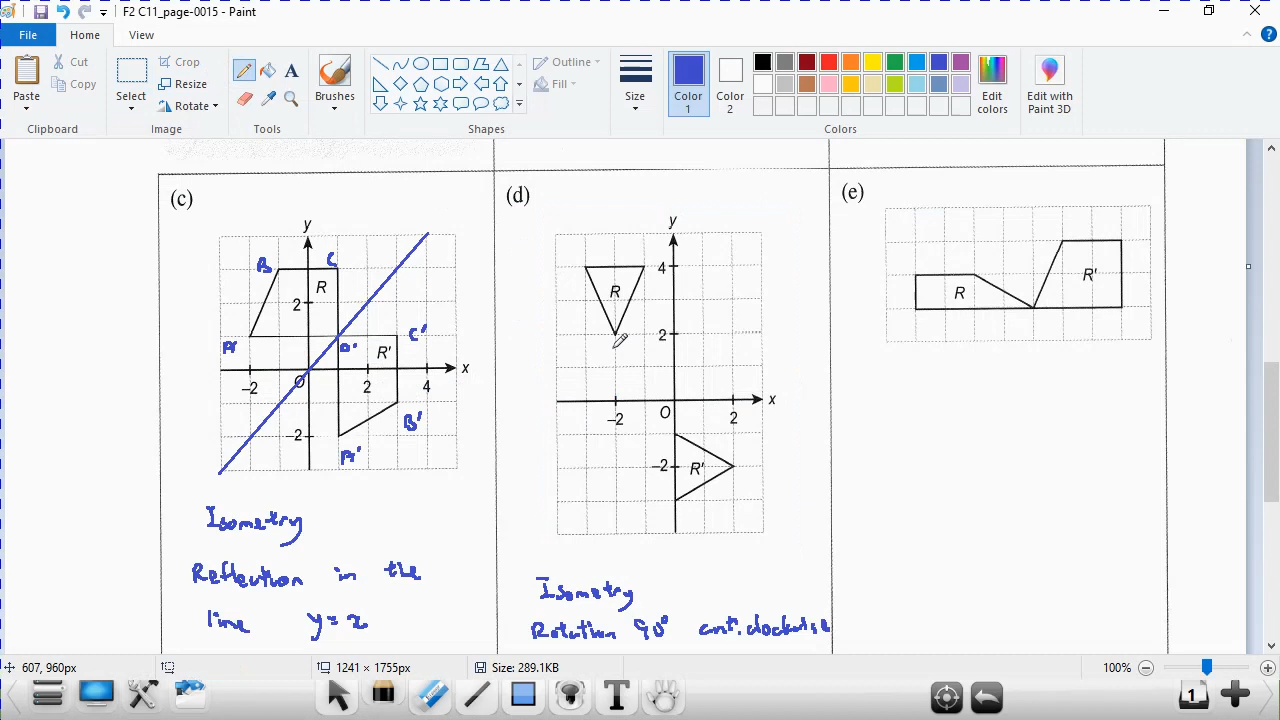 F2 C11_page-0015 - Paint
File Home View
Paste Cut Copy Clipboard
Select Crop Resize Rotate Image
Tools
Brushes
Outline Fill Shapes
Size
Color 1 Color 2 Edit colors Colors
Edit with Paint 3D
(c)
y
B C
R
2
A D' C'
R'
O x
-2 2 4
B'
-2
A'
Isometry
Reflection in the
line y = x
(d)
y
4
R
2
O x
-2 2
-2 R'
Isometry
Rotation 90° anticlockwise
(e)
R R'
607, 960px 1241 × 1755px Size: 289.1KB 100%
1